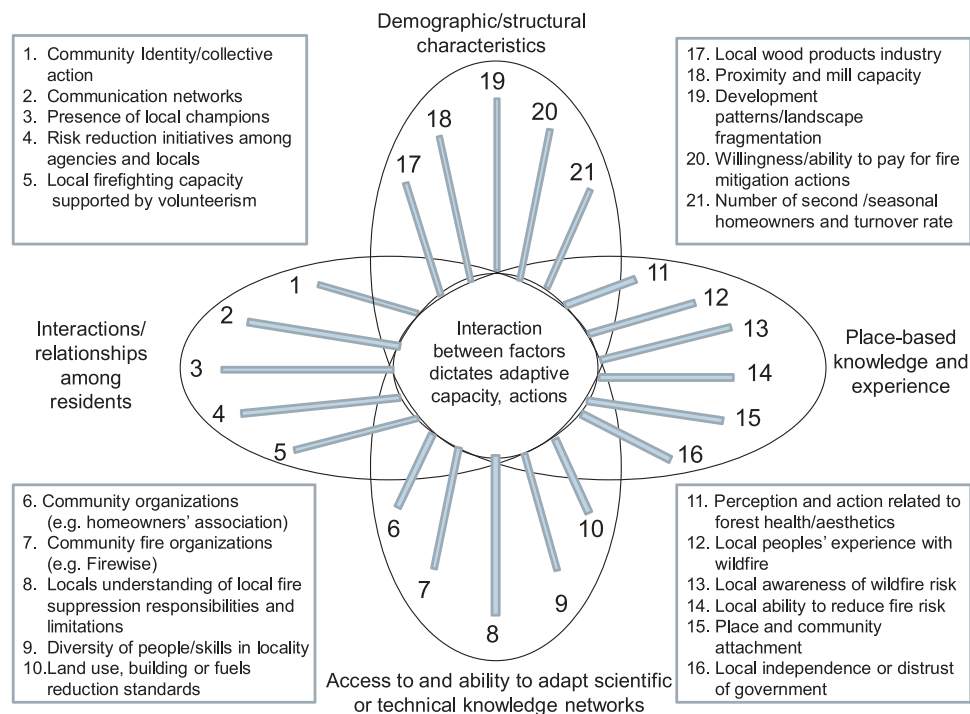 Demographic/structural
characteristics
1. Community Identity/collective
action
2. Communication networks
3. Presence of local champions
4. Risk reduction initiatives among
agencies and locals
5. Local firefighting capacity
supported by volunteerism
17. Local wood products industry
18. Proximity and mill capacity
19. Development
patterns/landscape
fragmentation
20. Willingness/ability to pay for fire
mitigation actions
21. Number of second /seasonal
homeowners and turnover rate
17
18
19
20
21
Interactions/
relationships
among
residents
1
2
3
4
5
Interaction
between factors
dictates adaptive
capacity, actions
11
12
13
14
15
16
Place-based
knowledge and
experience
6
7
8
9
10
6. Community organizations
(e.g. homeowners' association)
7. Community fire organizations
(e.g. Firewise)
8. Locals understanding of local fire
suppression responsibilities and
limitations
9. Diversity of people/skills in locality
10.Land use, building or fuels
reduction standards
11. Perception and action related to
forest health/aesthetics
12. Local peoples' experience with
wildfire
13. Local awareness of wildfire risk
14. Local ability to reduce fire risk
15. Place and community
attachment
16. Local independence or distrust
of government
Access to and ability to adapt scientific
or technical knowledge networks